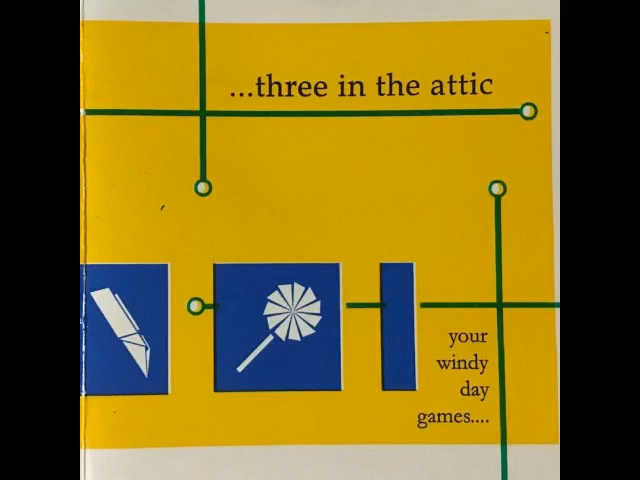 ...three in the attic
your
windy
day
games....